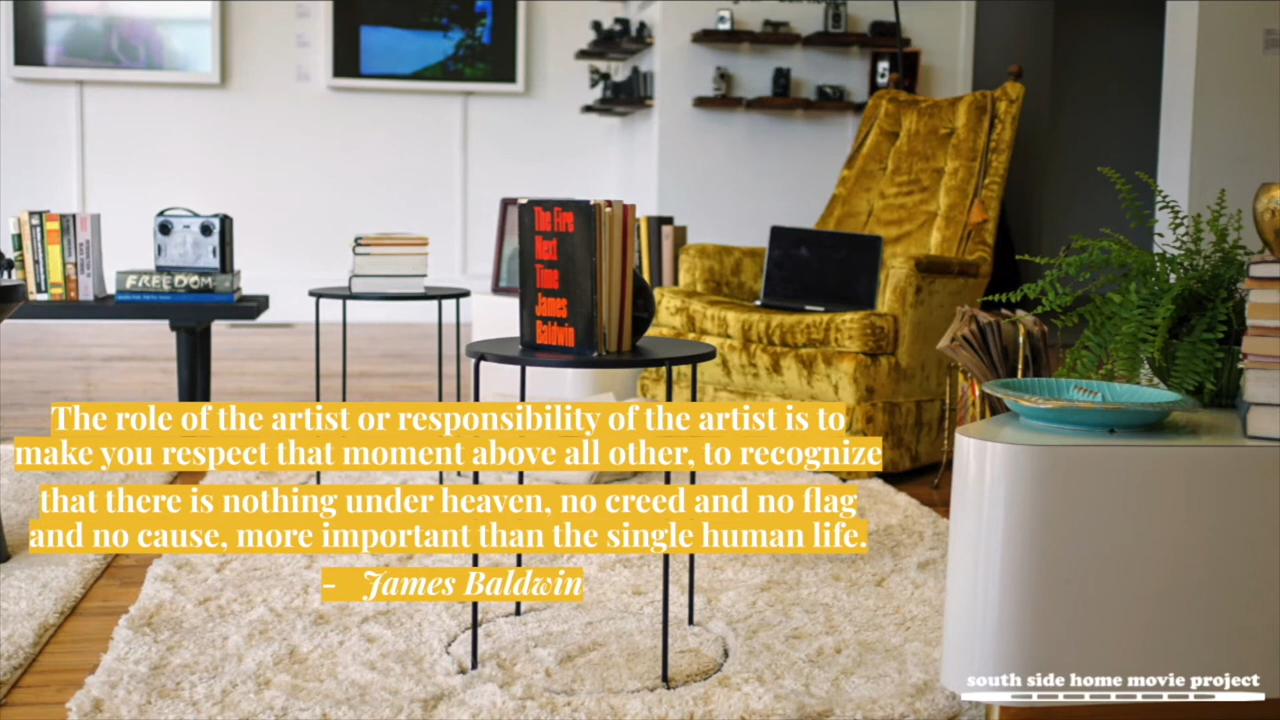 The Fire
Next
Time
James
Baldwin
FREEDOM
The role of the artist or responsibility of the artist is to
make you respect that moment above all other, to recognize
that there is nothing under heaven, no creed and no flag
and no cause, more important than the single human life.
- James Baldwin
south side home movie project